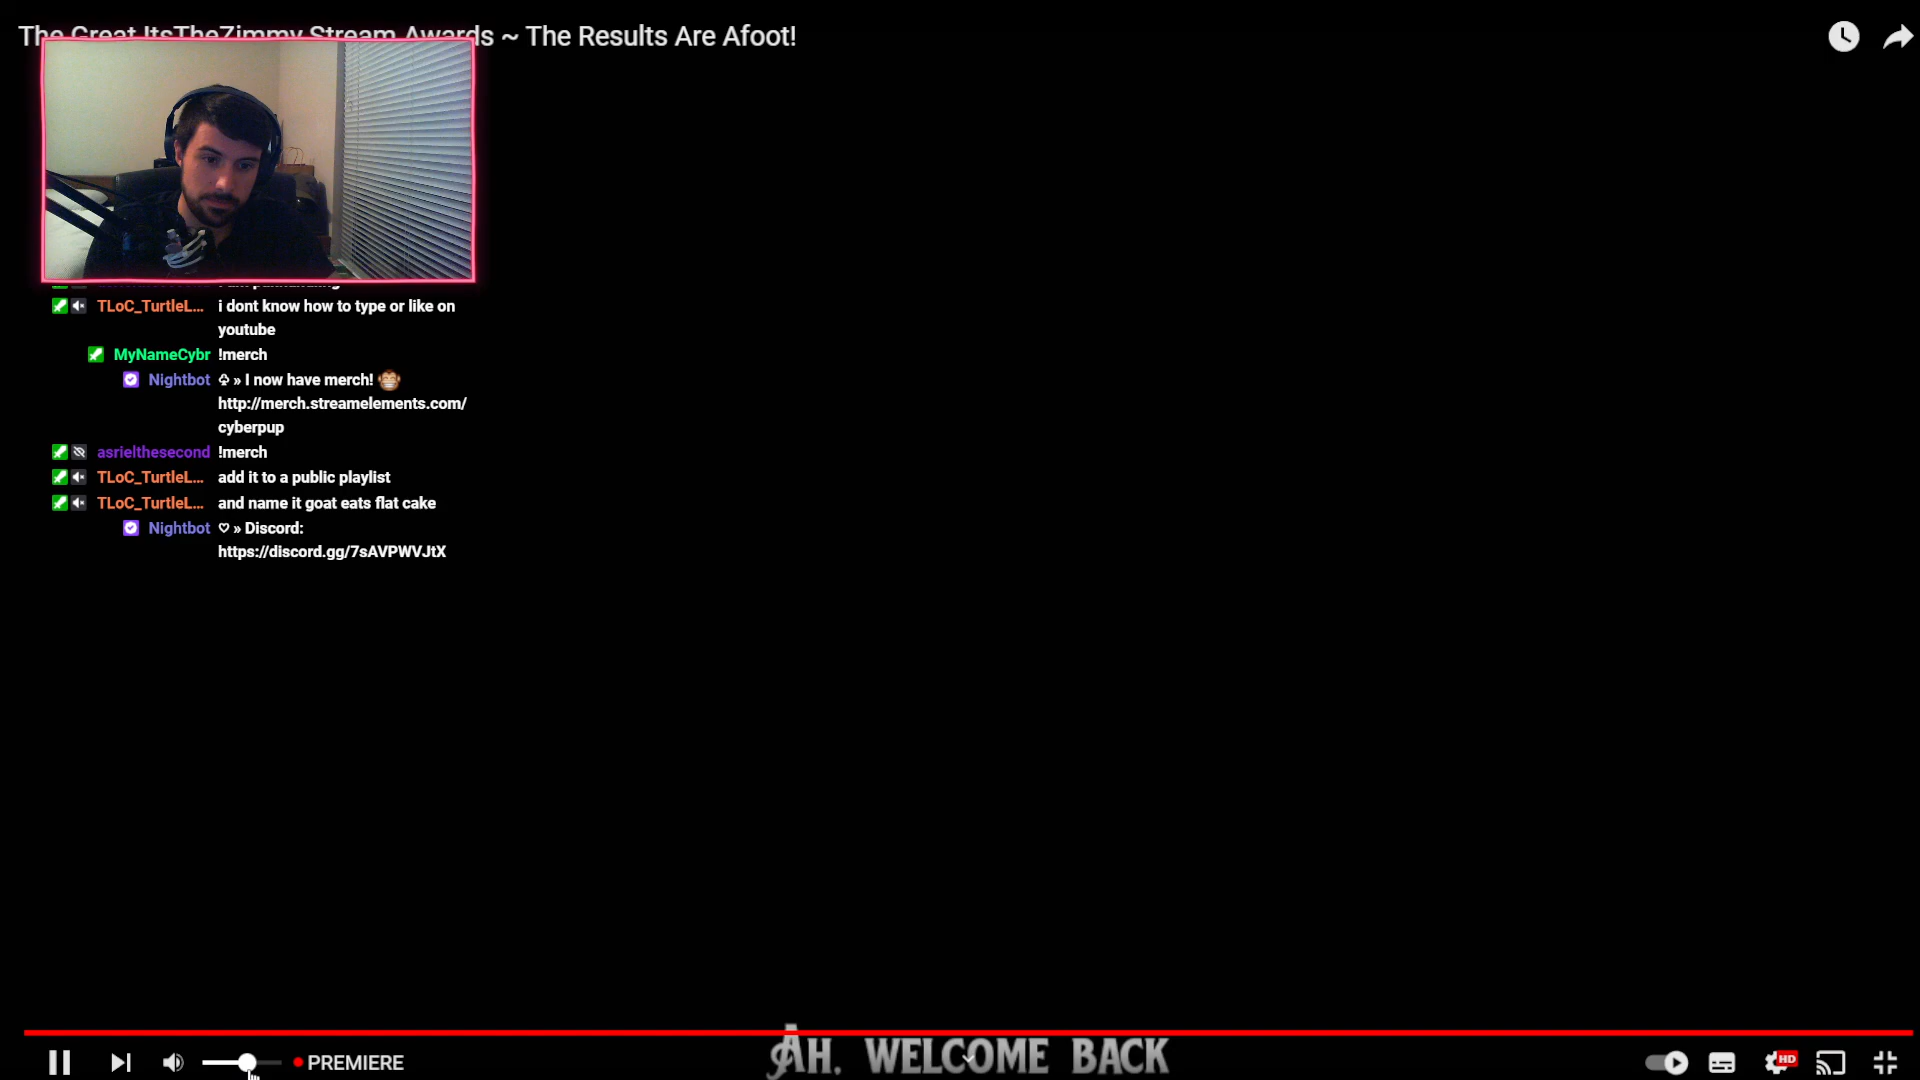 The Great ItsTheZimmy Stream Awards ~ The Results Are Afoot!
TLoC_TurtleL... i dont know how to type or like on
youtube
MyNameCybr !merch
Nightbot ♧ » I now have merch!
http://merch.streamelements.com/
cyberpup
asrielthesecond !merch
TLoC_TurtleL... add it to a public playlist
TLoC_TurtleL... and name it goat eats flat cake
Nightbot ♡ » Discord:
https://discord.gg/7sAVPWVJtX
AH, WELCOME BACK
PREMIERE
HD